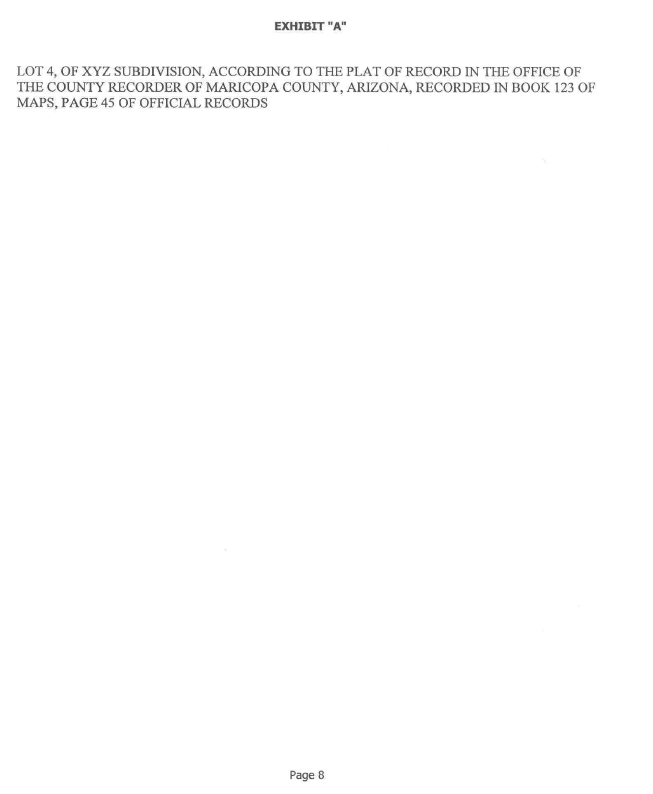 EXHIBIT "A"
LOT 4, OF XYZ SUBDIVISION, ACCORDING TO THE PLAT OF RECORD IN THE OFFICE OF
THE COUNTY RECORDER OF MARICOPA COUNTY, ARIZONA, RECORDED IN BOOK 123 OF
MAPS, PAGE 45 OF OFFICIAL RECORDS
Page 8